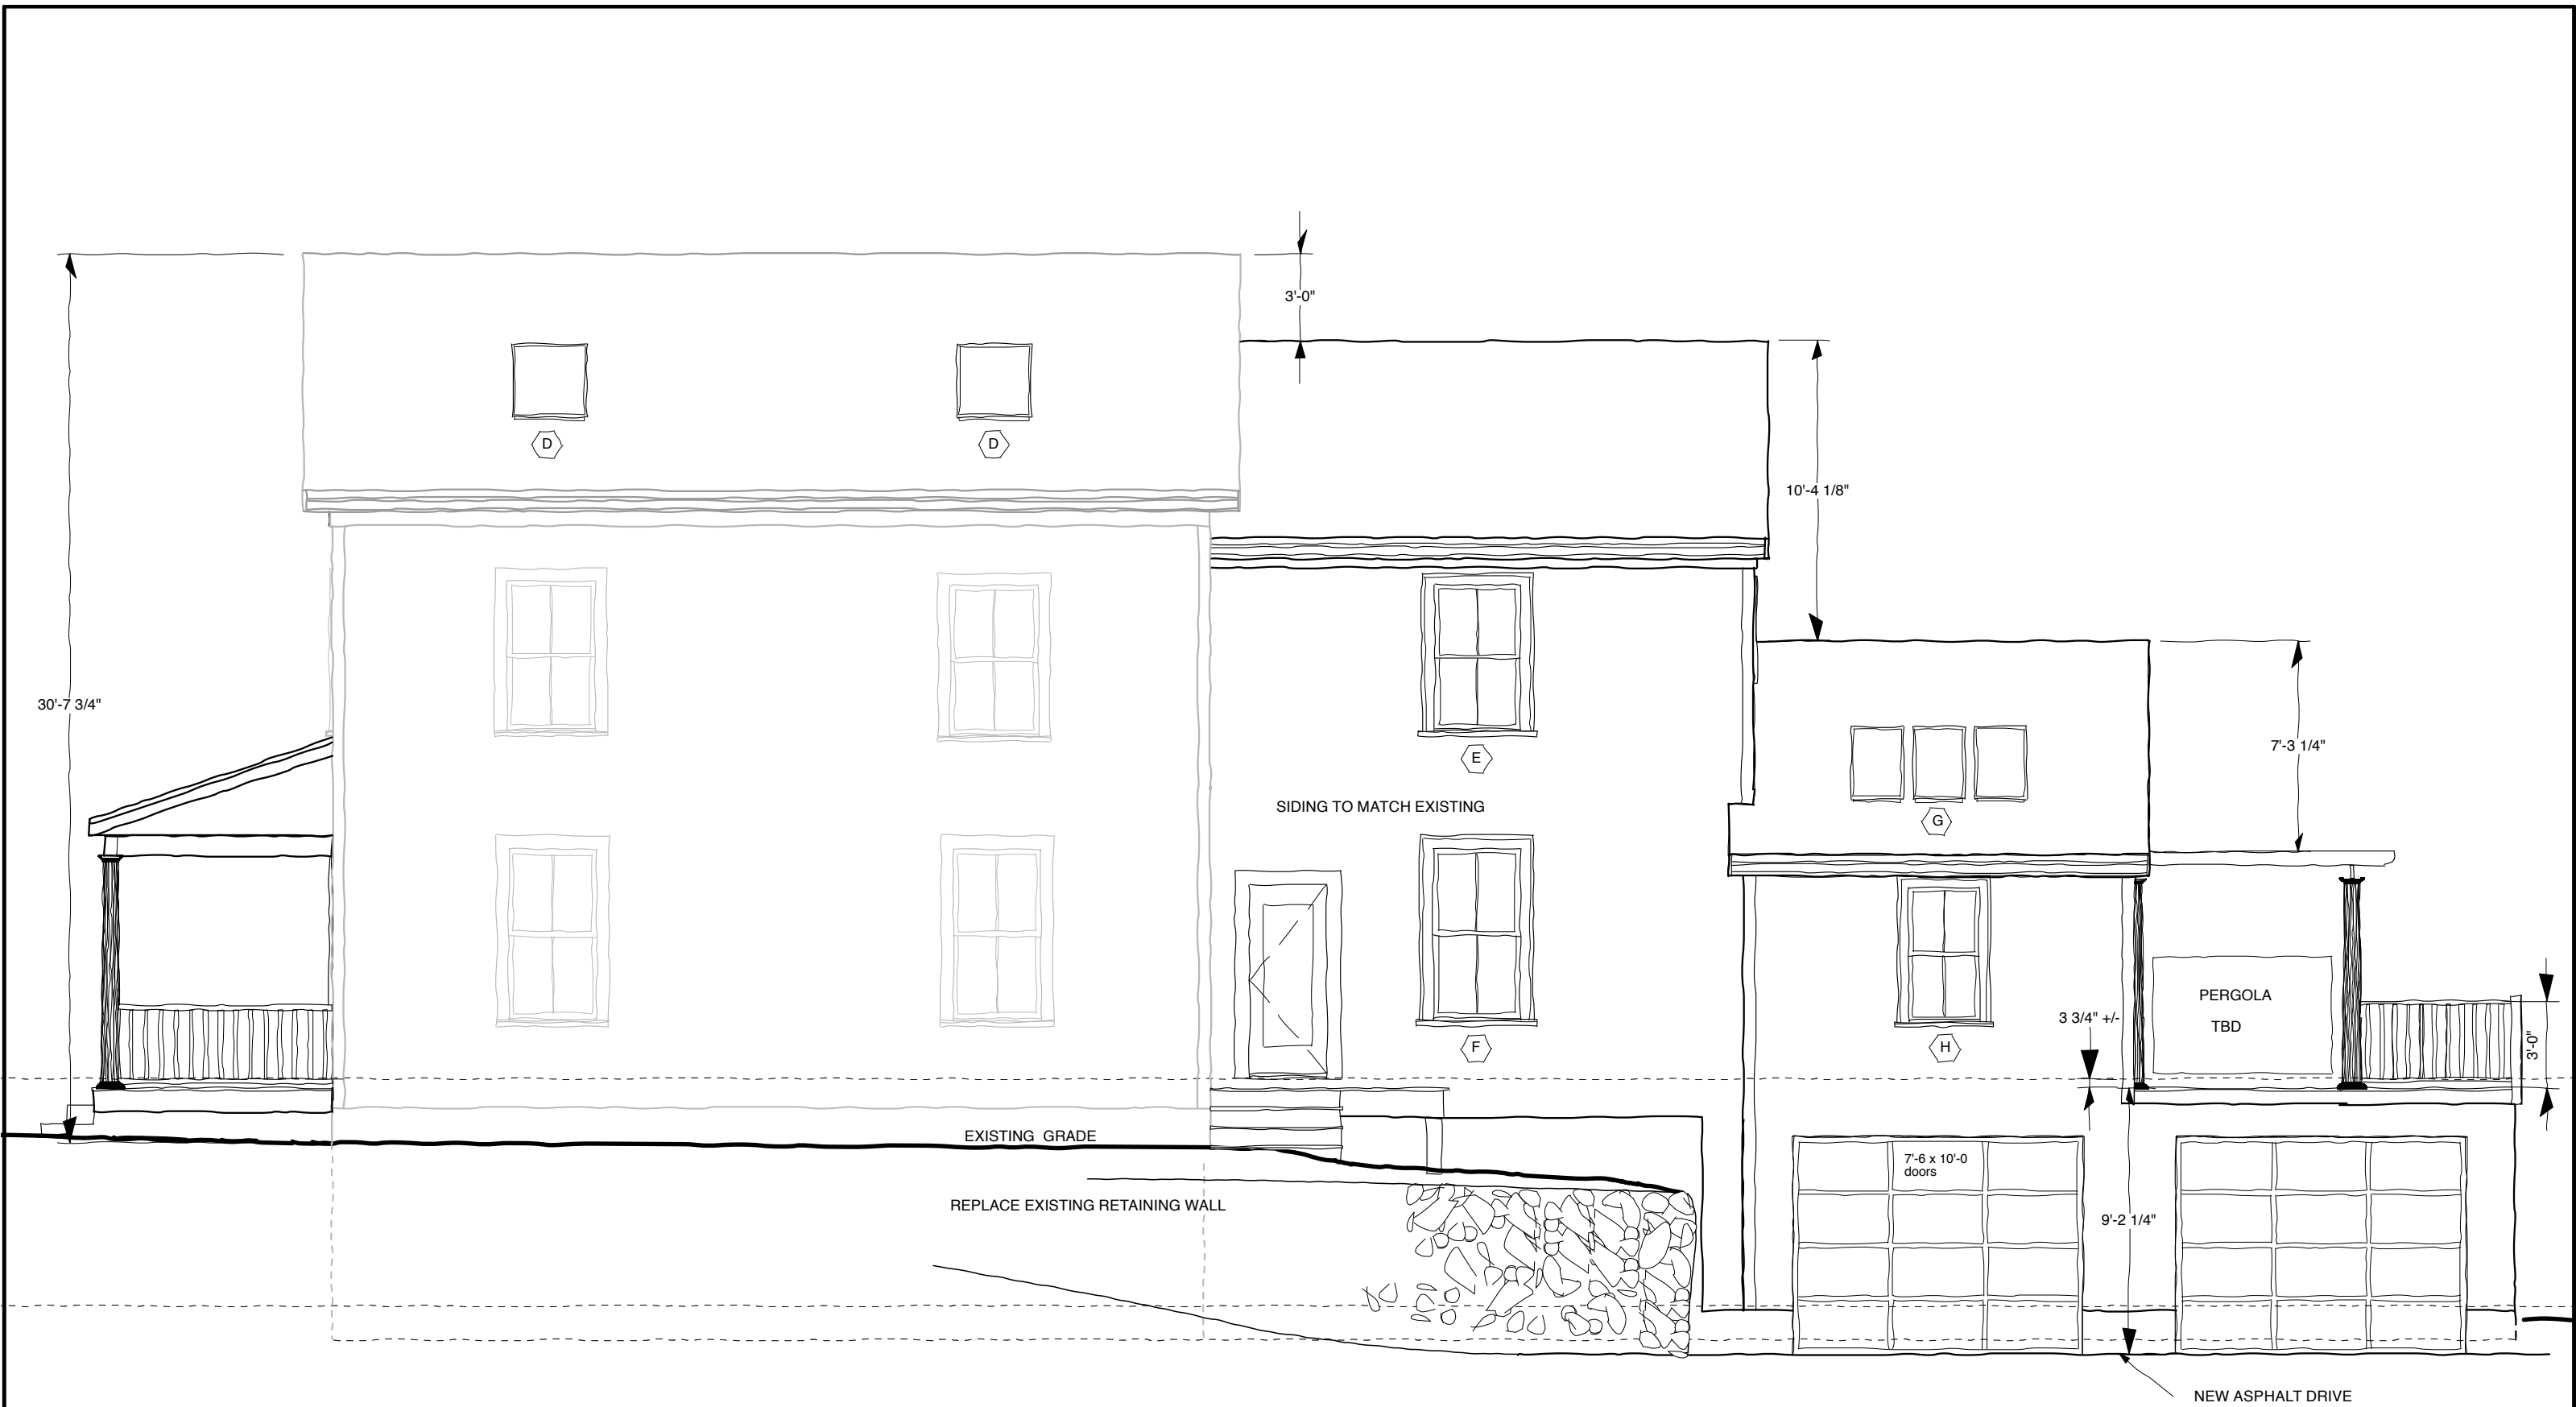 3'-0"
D
D
10'-4 1/8"
30'-7 3/4"
E
7'-3 1/4"
SIDING TO MATCH EXISTING
G
PERGOLA
TBD
3 3/4" +/-
3'-0"
F
H
EXISTING GRADE
7'-6 x 10'-0
doors
REPLACE EXISTING RETAINING WALL
9'-2 1/4"
NEW ASPHALT DRIVE